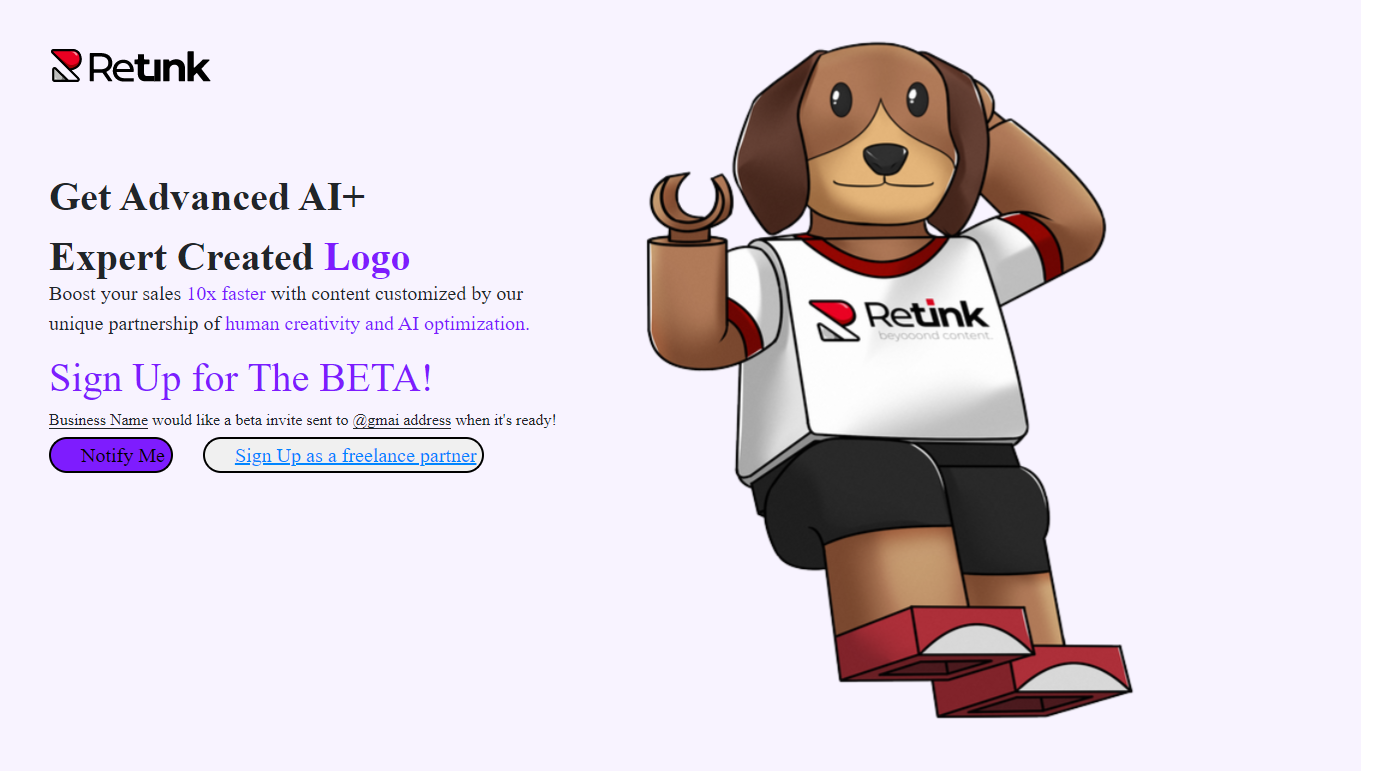 Retink
Get Advanced AI+
Expert Created Logo
Boost your sales 10x faster with content customized by our
unique partnership of human creativity and AI optimization.
Sign Up for The BETA!
Business Name would like a beta invite sent to @gmai address when it's ready!
Notify Me
Sign Up as a freelance partner
Retink
beyooond content.